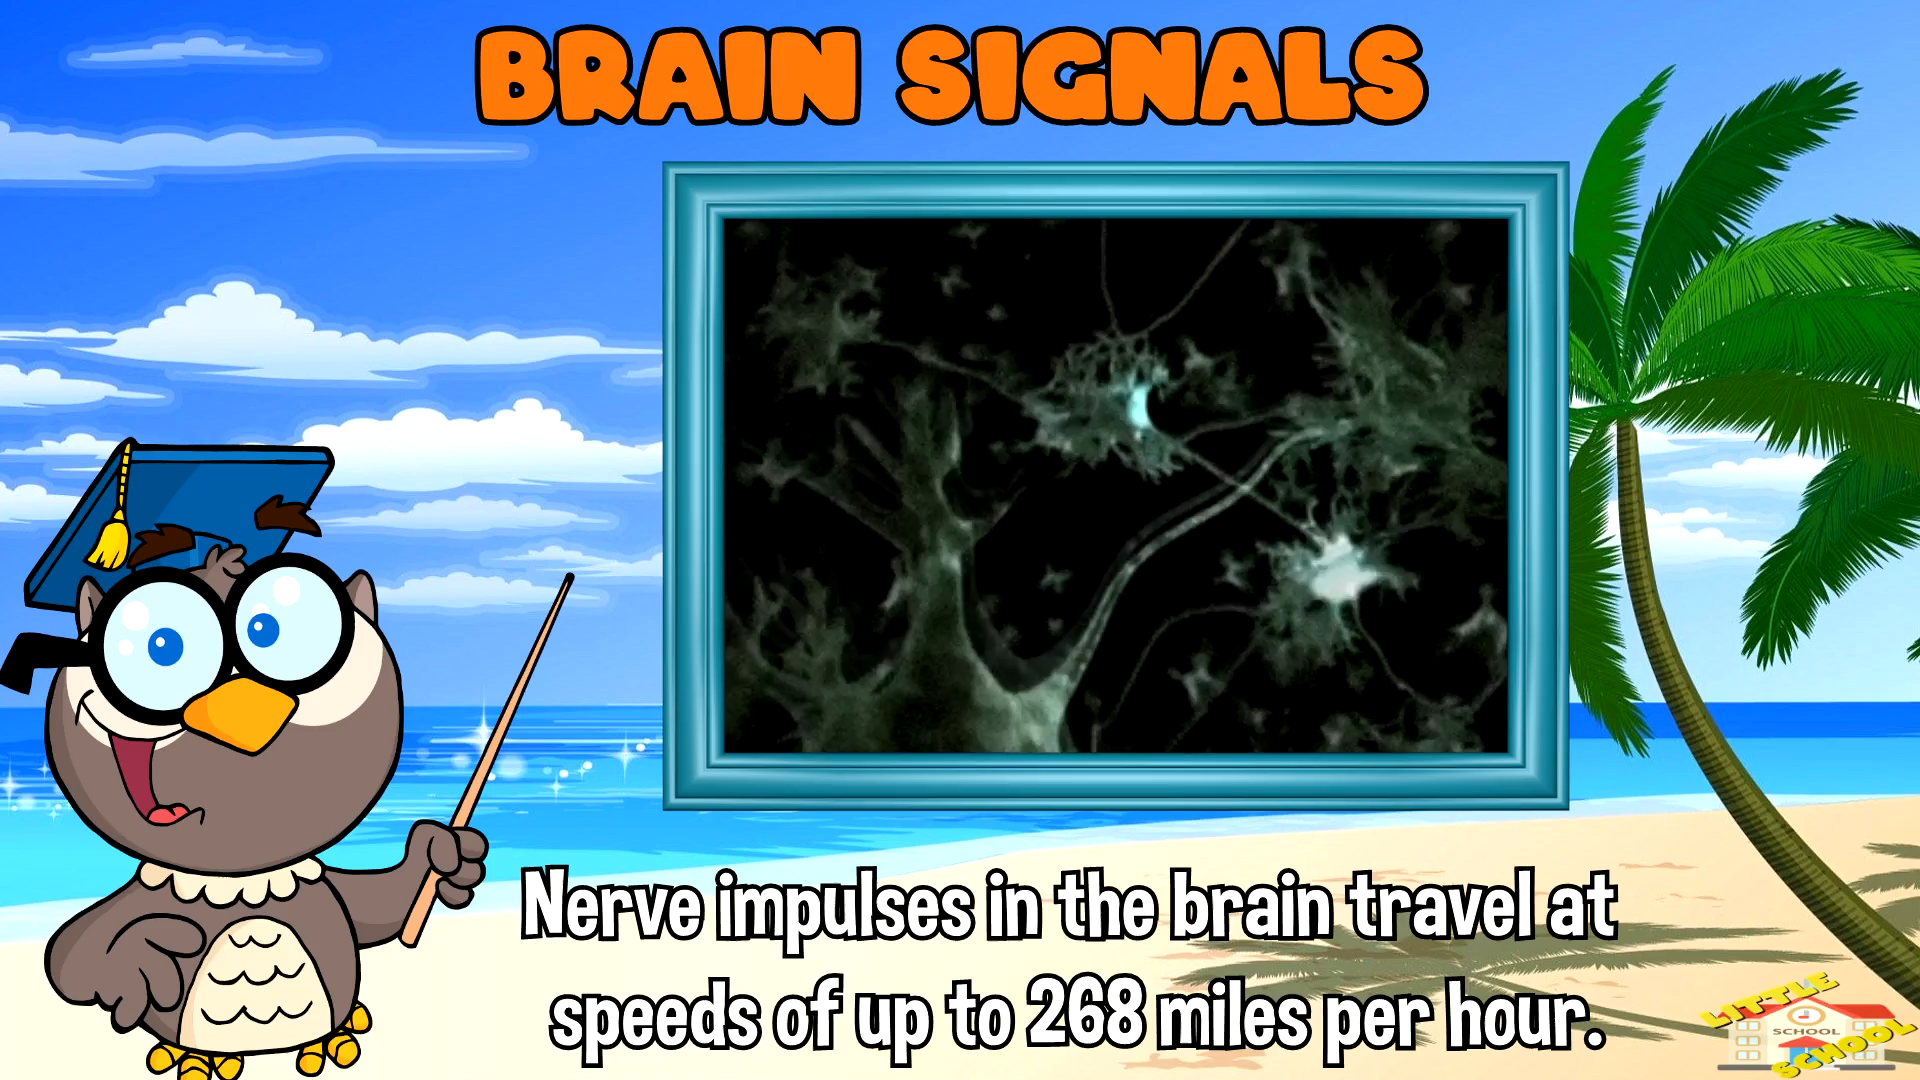 BRAIN SIGNALS
Nerve impulses in the brain travel at
speeds of up to 268 miles per hour.
LITTLE
SCHOOL
SCHOOL